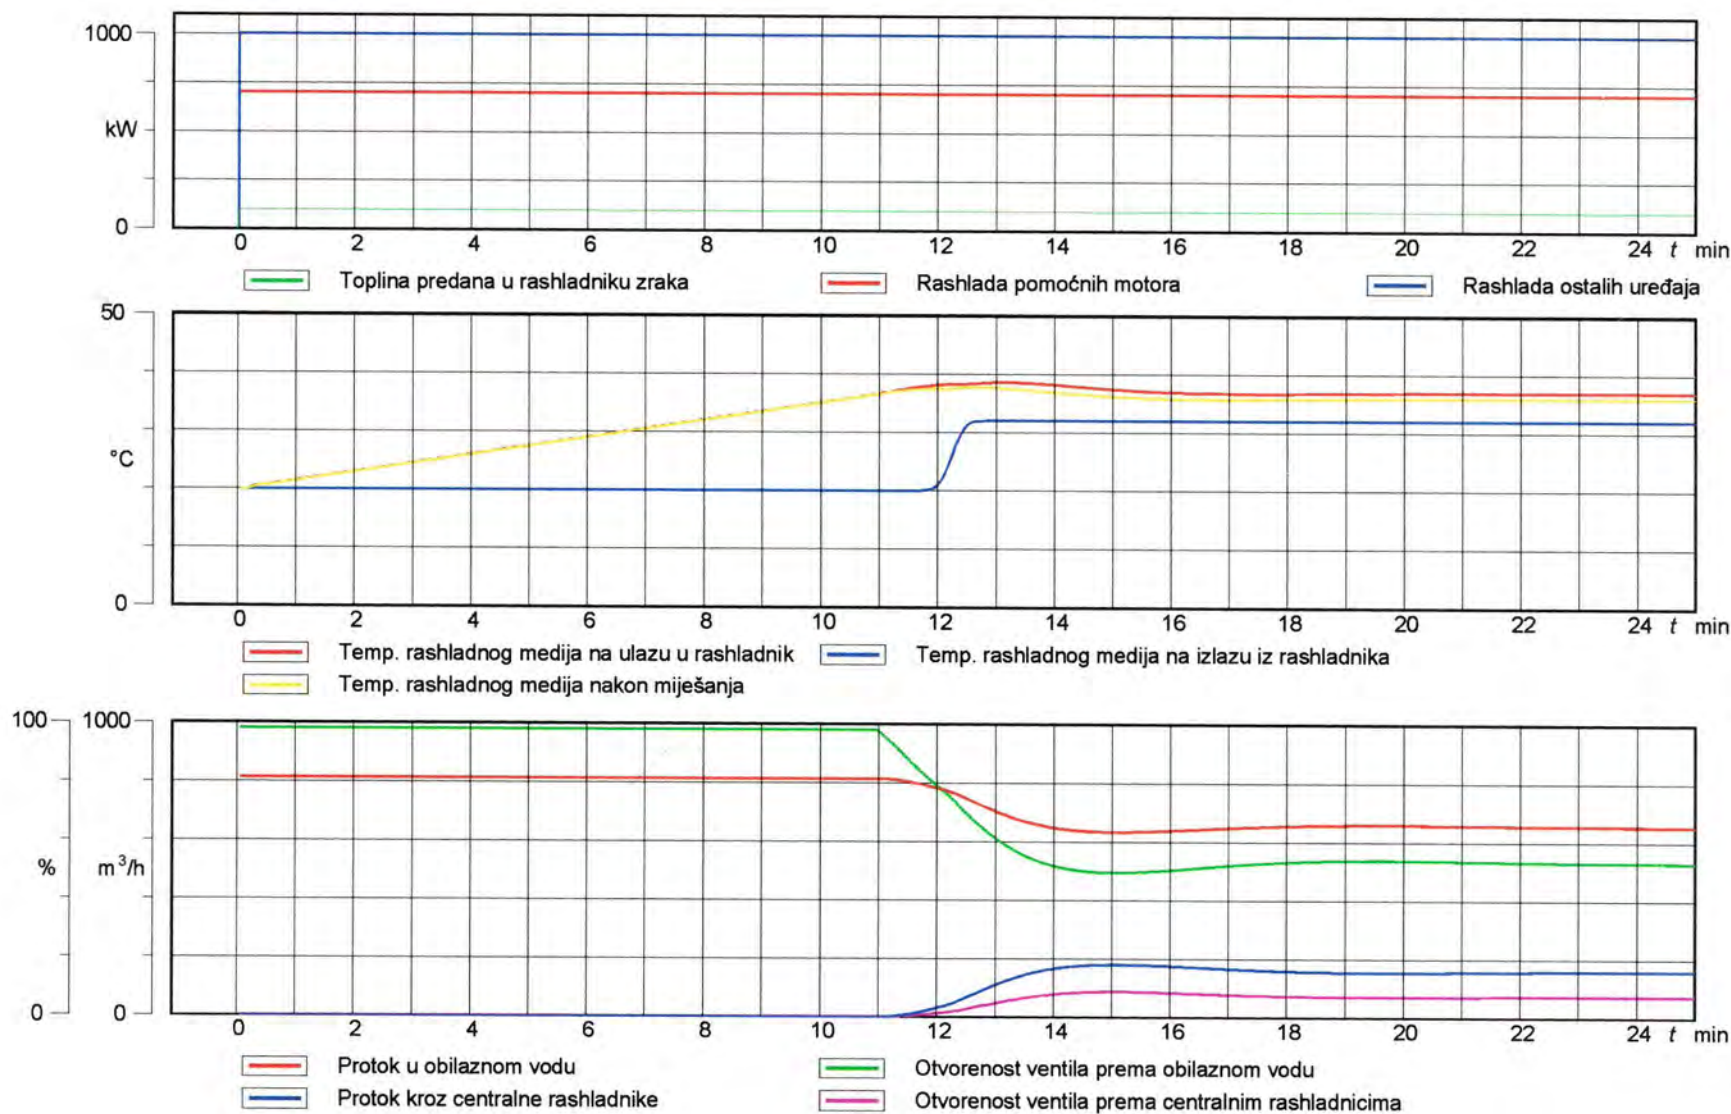 1000
kW
0
0 2 4 6 8 10 12 14 16 18 20 22 24 t min
Toplina predana u rashladniku zraka Rashlada pomoćnih motora Rashlada ostalih uređaja
50
°C
0
0 2 4 6 8 10 12 14 16 18 20 22 24 t min
Temp. rashladnog medija na ulazu u rashladnik Temp. rashladnog medija na izlazu iz rashladnika
Temp. rashladnog medija nakon miješanja
100 1000
% m³/h
0 0
0 2 4 6 8 10 12 14 16 18 20 22 24 t min
Protok u obilaznom vodu Otvorenost ventila prema obilaznom vodu
Protok kroz centralne rashladnike Otvorenost ventila prema centralnim rashladnicima